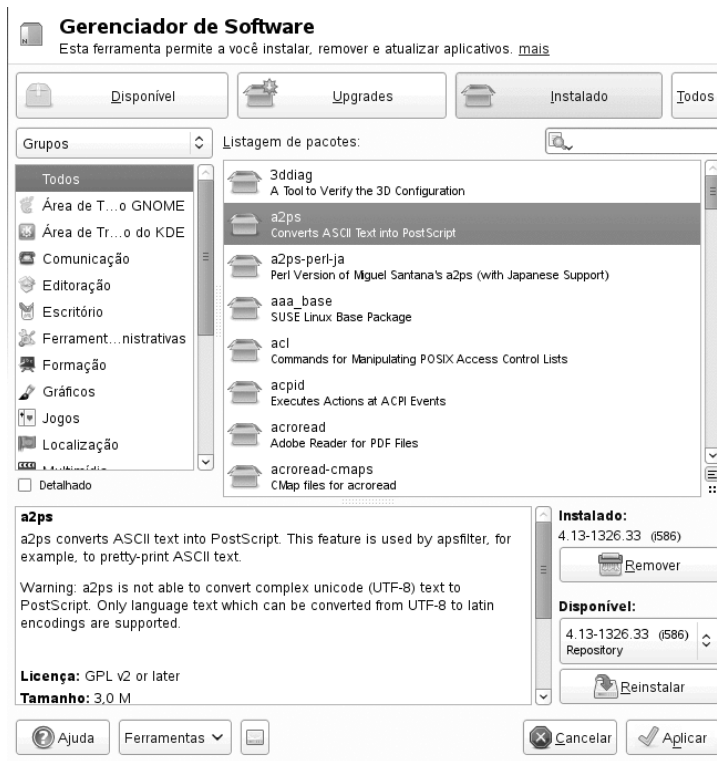 Gerenciador de Software
Esta ferramenta permite a você instalar, remover e atualizar aplicativos. mais
Disponível
Upgrades
Instalado
Todos
Grupos
Listagem de pacotes:
Todos
Área de T...o GNOME
Área de Tr...o do KDE
Comunicação
Editoração
Escritório
Ferrament...nistrativas
Formação
Gráficos
Jogos
Localização
Multimídia
Detalhado
3ddiag
A Tool to Verify the 3D Configuration
a2ps
Converts ASCII Text into PostScript
a2ps-perl-ja
Perl Version of Miguel Santana's a2ps (with Japanese Support)
aaa_base
SUSE Linux Base Package
acl
Commands for Manipulating POSIX Access Control Lists
acpid
Executes Actions at ACPI Events
acroread
Adobe Reader for PDF Files
acroread-cmaps
CMap files for acroread
a2ps
a2ps converts ASCII text into PostScript. This feature is used by apsfilter, for
example, to pretty-print ASCII text.
Warning: a2ps is not able to convert complex unicode (UTF-8) text to
PostScript. Only language text which can be converted from UTF-8 to latin
encodings are supported.
Licença: GPL v2 or later
Tamanho: 3,0 M
Instalado:
4.13-1326.33 (i586)
Remover
Disponível:
4.13-1326.33 (i586)
Repository
Reinstalar
Ajuda
Ferramentas
Cancelar
Aplicar